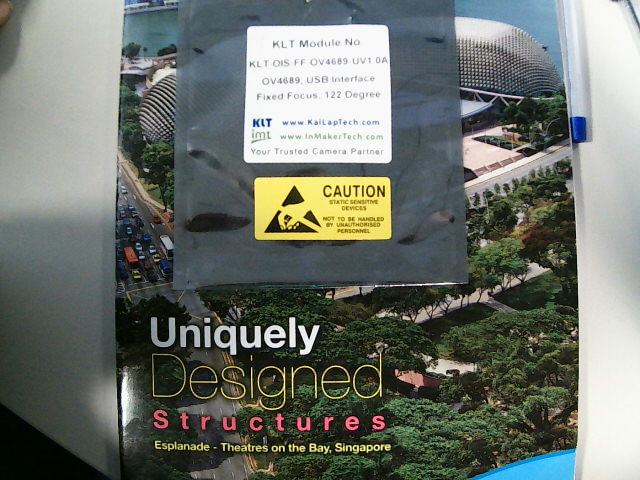 KLT Module No
KLT-OIS-FF-OV4689-UV1.0A
OV4689, USB Interface
Fixed Focus, 122 Degree
KLT www.KaiLapTech.com
imt www.InMakerTech.com
Your Trusted Camera Partner
CAUTION
STATIC SENSITIVE
DEVICES
NOT TO BE HANDLED
BY UNAUTHORISED
PERSONNEL
Uniquely
Designed
Structures
Esplanade - Theatres on the Bay, Singapore